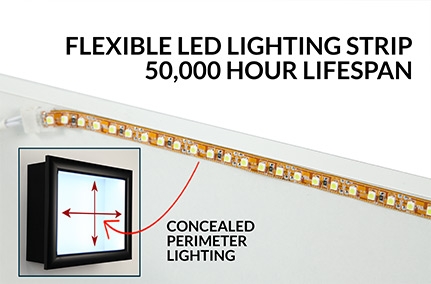 FLEXIBLE LED LIGHTING STRIP
50,000 HOUR LIFESPAN
CONCEALED
PERIMETER
LIGHTING